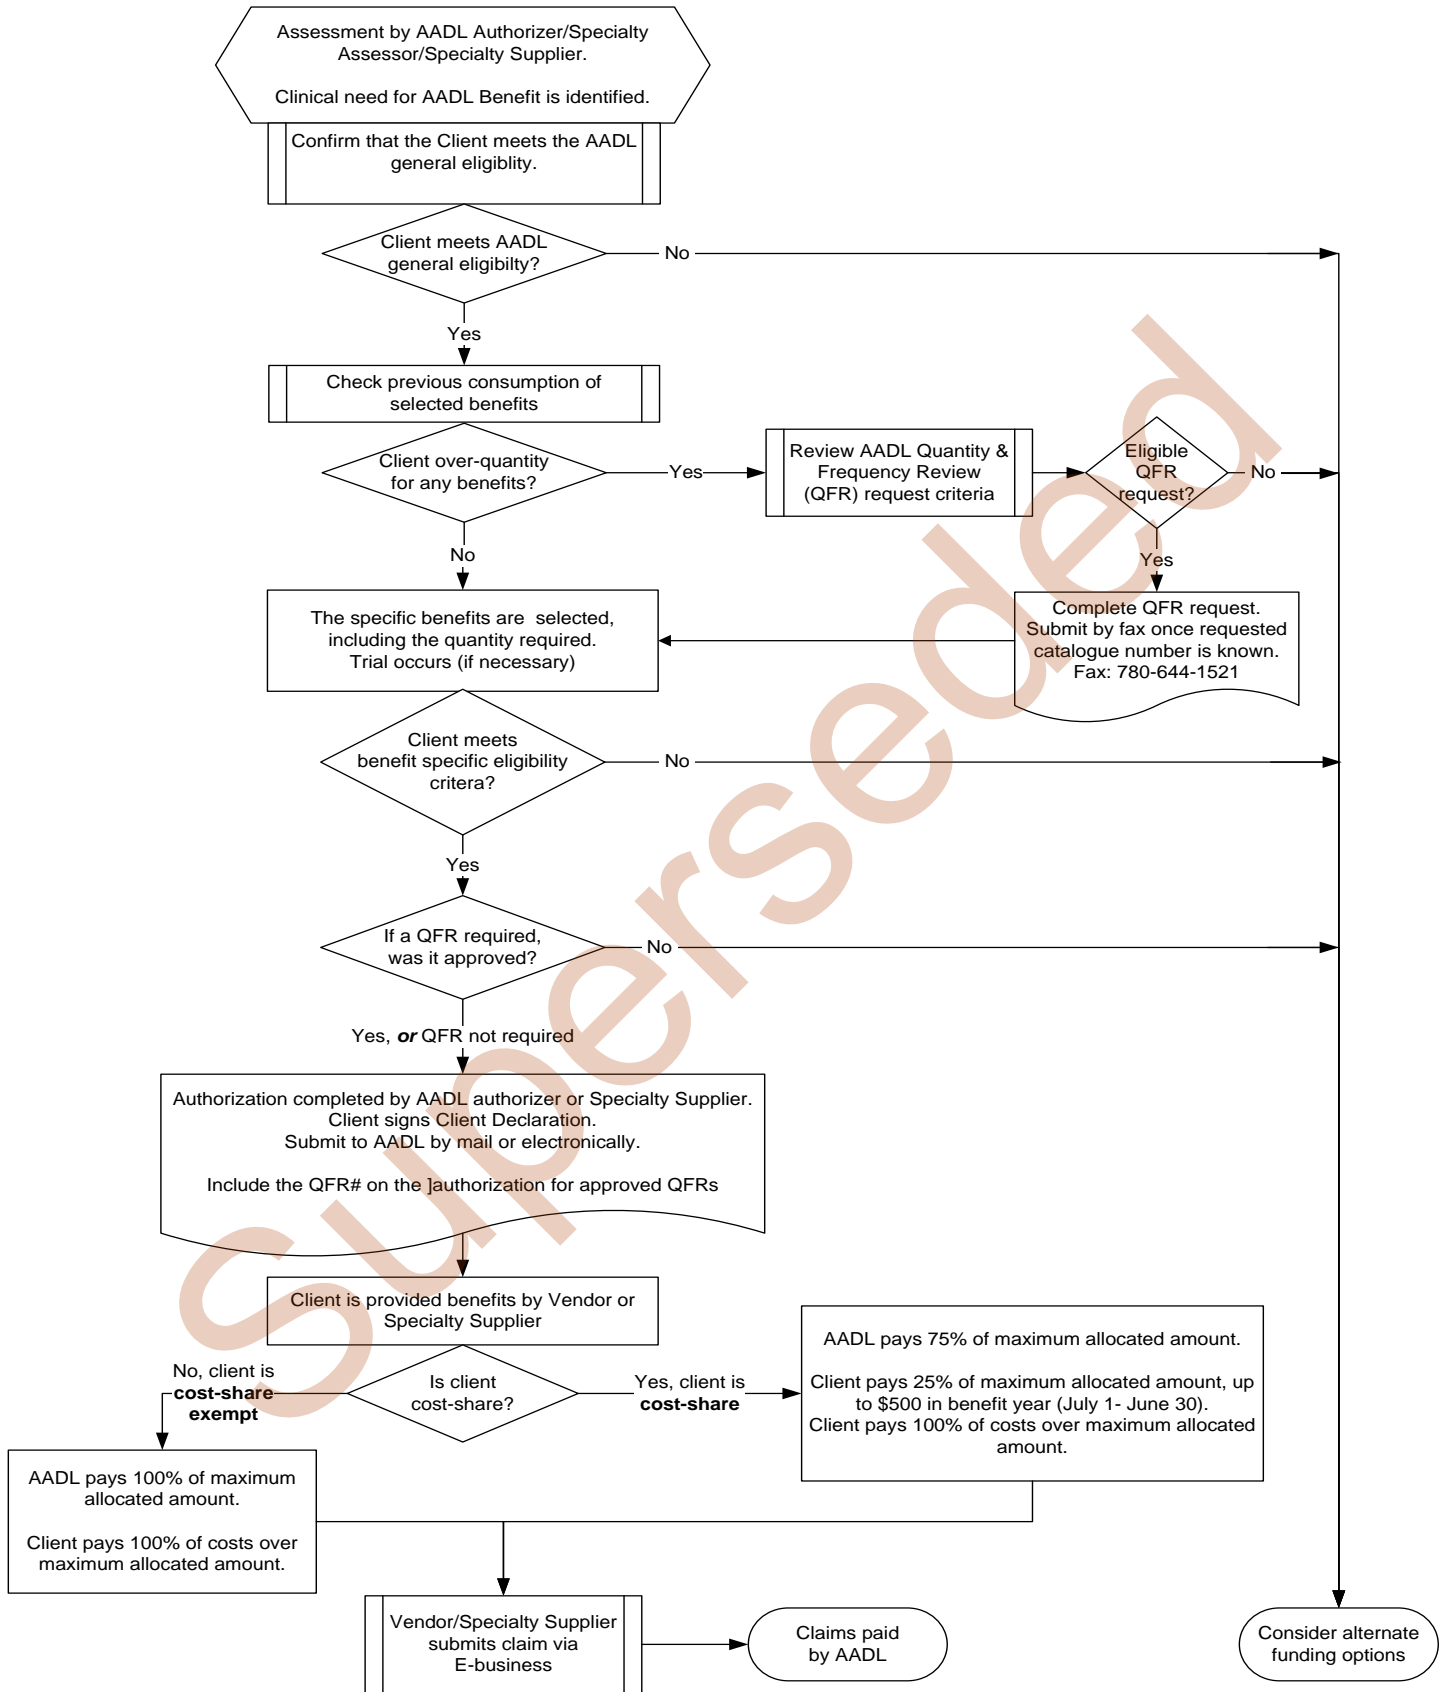 Assessment by AADL Authorizer/Specialty
Assessor/Specialty Supplier.
Clinical need for AADL Benefit is identified.
Confirm that the Client meets the AADL
general eligiblity.
Client meets AADL
general eligibilty?
No
Yes
Check previous consumption of
selected benefits
Client over-quantity
for any benefits?
Yes
Review AADL Quantity &
Frequency Review
(QFR) request criteria
Eligible
QFR
request?
No
Yes
No
Complete QFR request.
Submit by fax once requested
catalogue number is known.
Fax: 780-644-1521
The specific benefits are  selected,
including the quantity required.
Trial occurs (if necessary)
Client meets
benefit specific eligibility
critera?
No
Yes
If a QFR required,
was it approved?
No
Yes, or QFR not required
Authorization completed by AADL authorizer or Specialty Supplier.
Client signs Client Declaration.
Submit to AADL by mail or electronically.
Include the QFR# on the ]authorization for approved QFRs
Client is provided benefits by Vendor or
Specialty Supplier
Is client
cost-share?
No, client is
cost-share
exempt
Yes, client is
cost-share
AADL pays 75% of maximum allocated amount.
Client pays 25% of maximum allocated amount, up
to $500 in benefit year (July 1- June 30).
Client pays 100% of costs over maximum allocated
amount.
AADL pays 100% of maximum
allocated amount.
Client pays 100% of costs over
maximum allocated amount.
Vendor/Specialty Supplier
submits claim via
E-business
Claims paid
by AADL
Consider alternate
funding options
Superseded